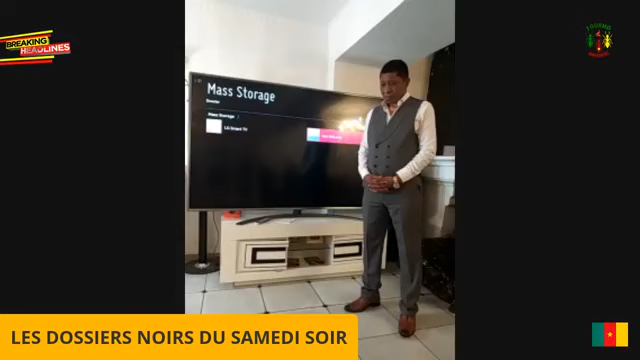 BREAKING
HEADLINES
Mass Storage
Mass Storage
LG Smart TV
LES DOSSIERS NOIRS DU SAMEDI SOIR